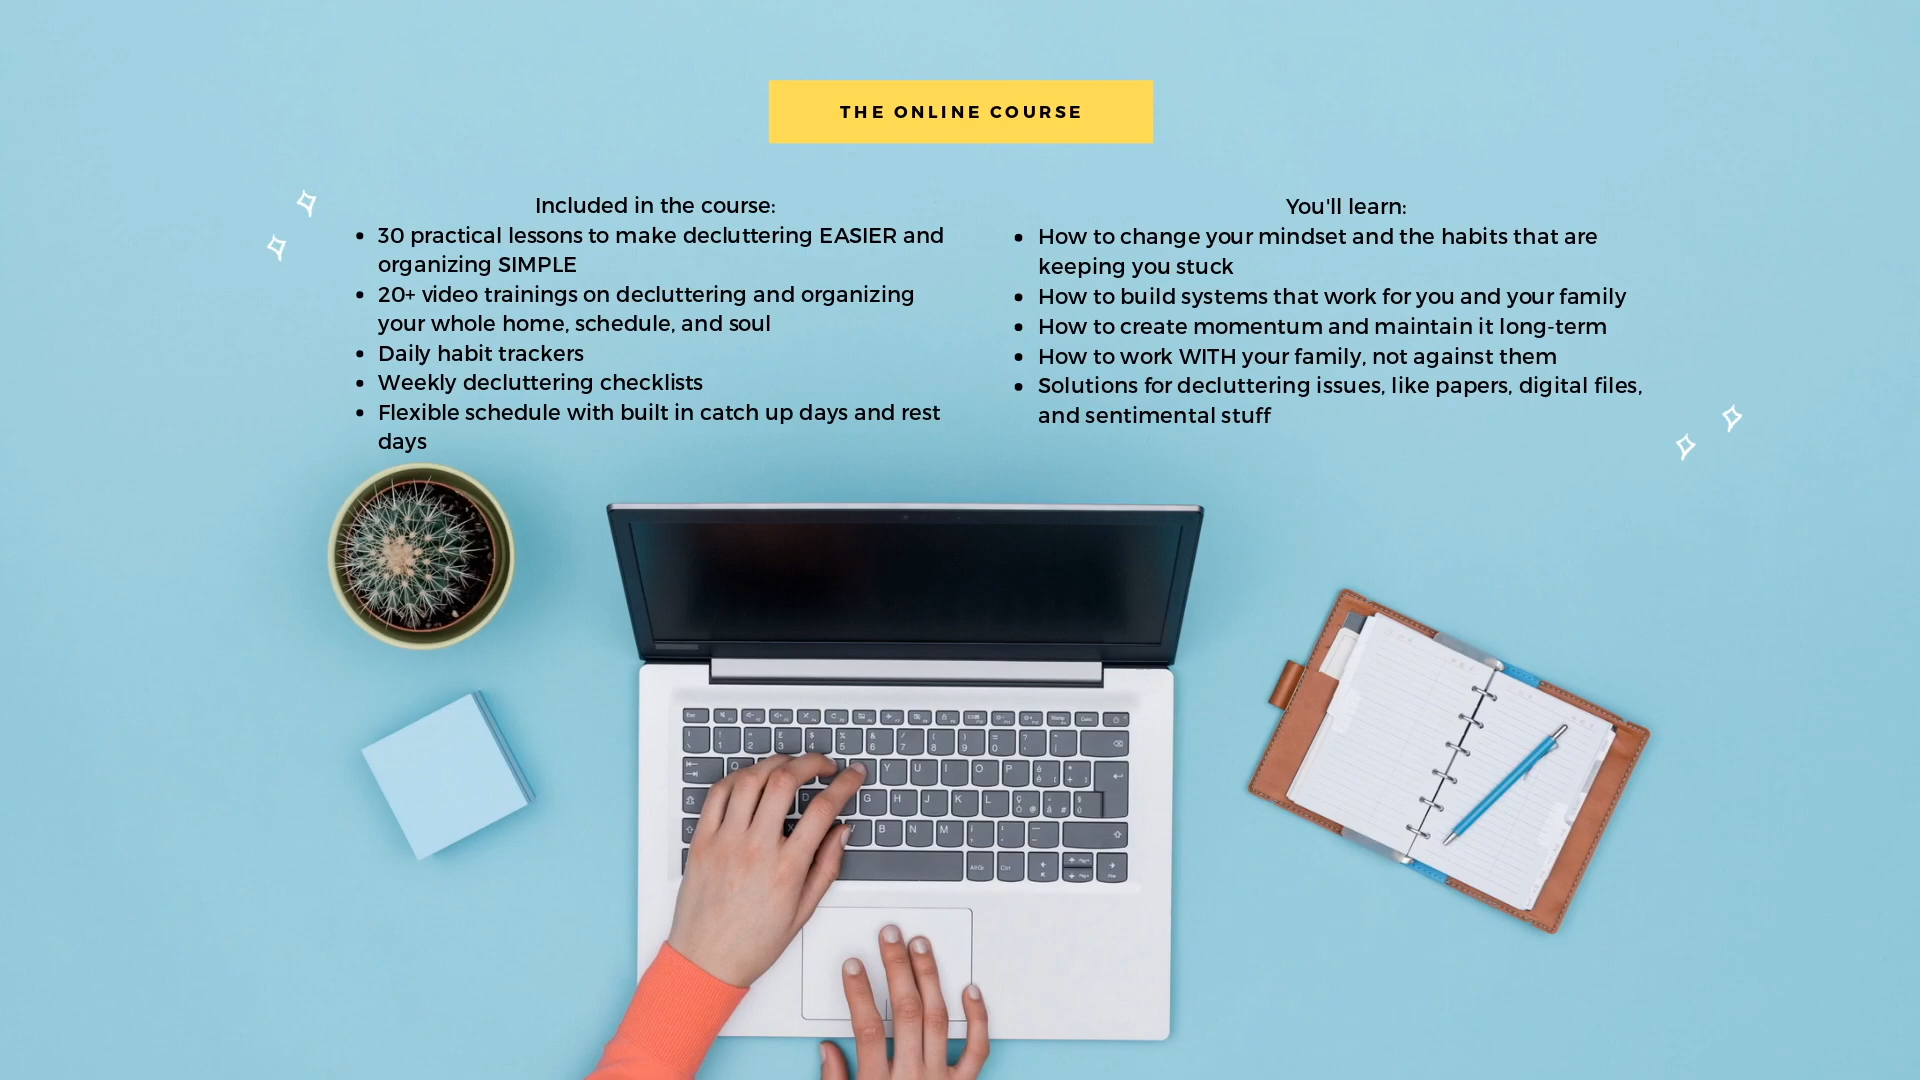 THE ONLINE COURSE
Included in the course:
• 30 practical lessons to make decluttering EASIER and
organizing SIMPLE
• 20+ video trainings on decluttering and organizing
your whole home, schedule, and soul
• Daily habit trackers
• Weekly decluttering checklists
• Flexible schedule with built in catch up days and rest
days
You'll learn:
• How to change your mindset and the habits that are
keeping you stuck
• How to build systems that work for you and your family
• How to create momentum and maintain it long-term
• How to work WITH your family, not against them
• Solutions for decluttering issues, like papers, digital files,
and sentimental stuff